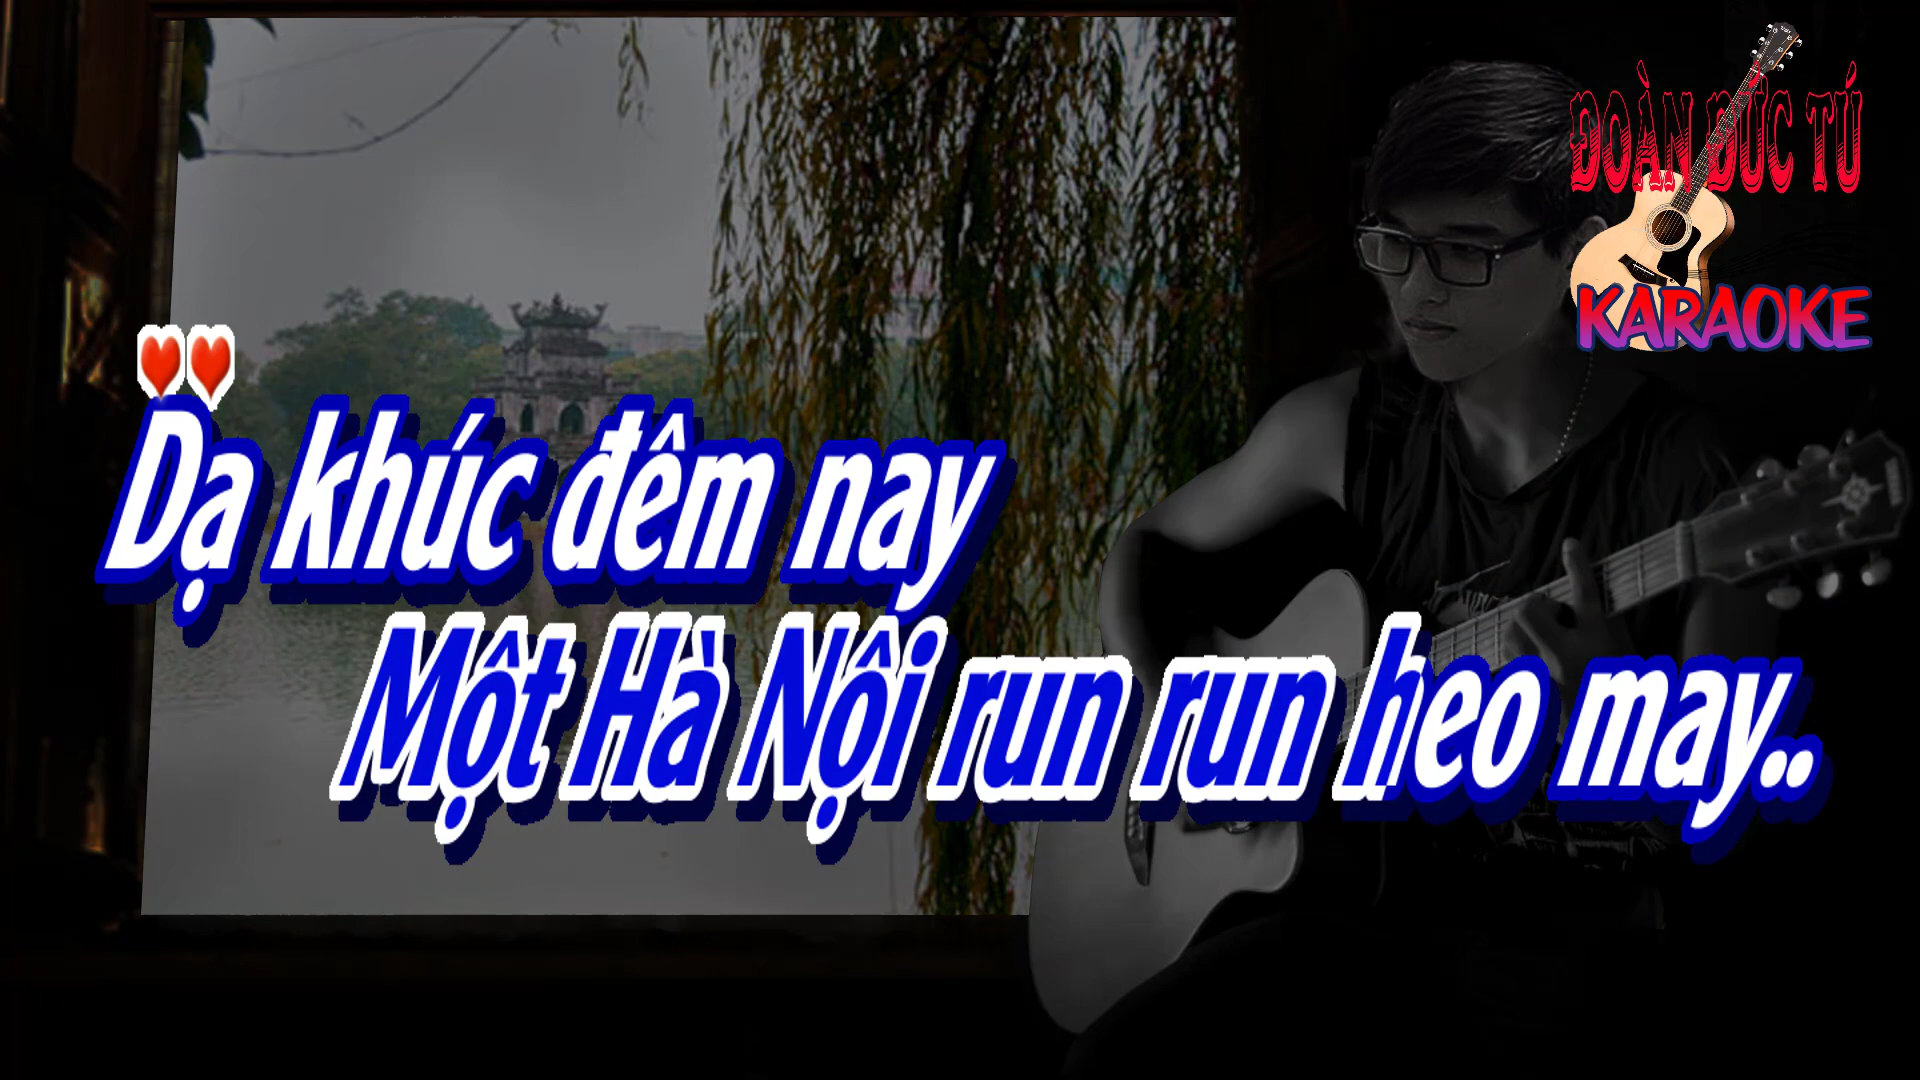 ĐOÀN ĐỨC TÚ
KARAOKE
Dạ khúc đêm nay
Một Hà Nội run run heo may..